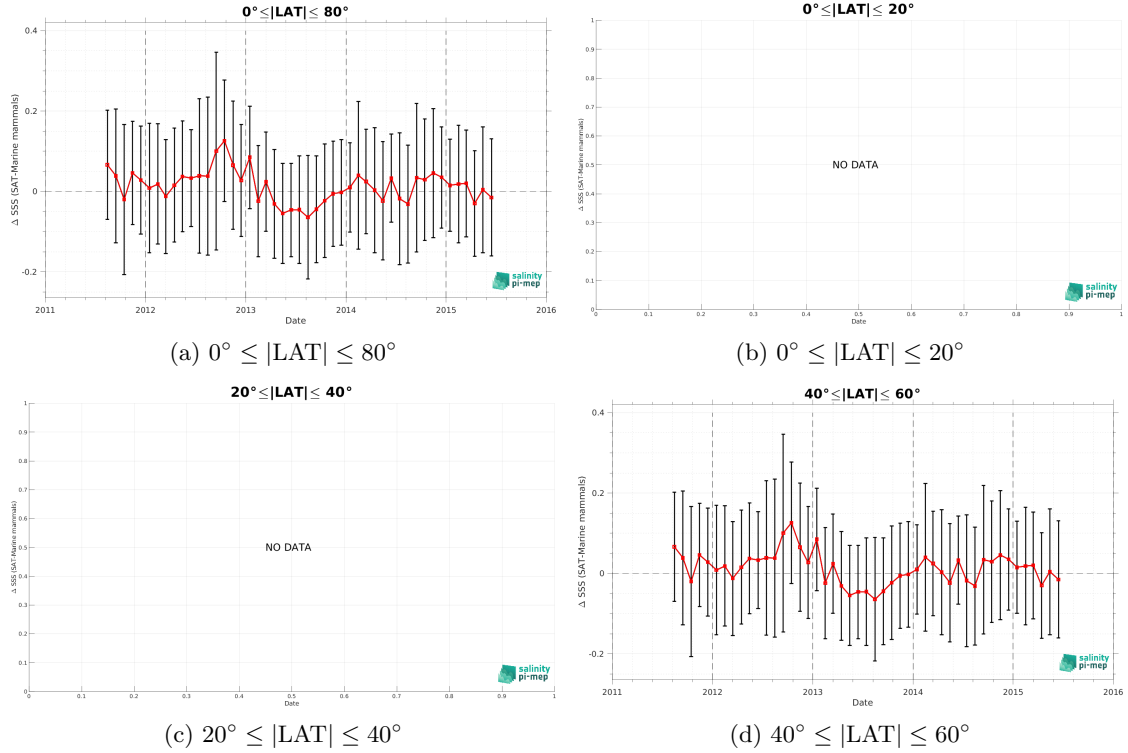 0°≤|LAT|≤ 80°
0.4
0.2
0
-0.2
Δ SSS (SAT-Marine mammals)
2011 2012 2013 2014 2015 2016
Date
salinity
pi-mep
(a) 0° ≤ |LAT| ≤ 80°
0°≤|LAT|≤ 20°
1
0.9
0.8
0.7
0.6
0.5
0.4
0.3
0.2
0.1
0
Δ SSS (SAT-Marine mammals)
NO DATA
0 0.1 0.2 0.3 0.4 0.5 0.6 0.7 0.8 0.9 1
Date
salinity
pi-mep
(b) 0° ≤ |LAT| ≤ 20°
20°≤|LAT|≤ 40°
1
0.9
0.8
0.7
0.6
0.5
0.4
0.3
0.2
0.1
0
Δ SSS (SAT-Marine mammals)
NO DATA
0 0.1 0.2 0.3 0.4 0.5 0.6 0.7 0.8 0.9 1
Date
salinity
pi-mep
(c) 20° ≤ |LAT| ≤ 40°
40°≤|LAT|≤ 60°
0.4
0.2
0
-0.2
Δ SSS (SAT-Marine mammals)
2011 2012 2013 2014 2015 2016
Date
salinity
pi-mep
(d) 40° ≤ |LAT| ≤ 60°